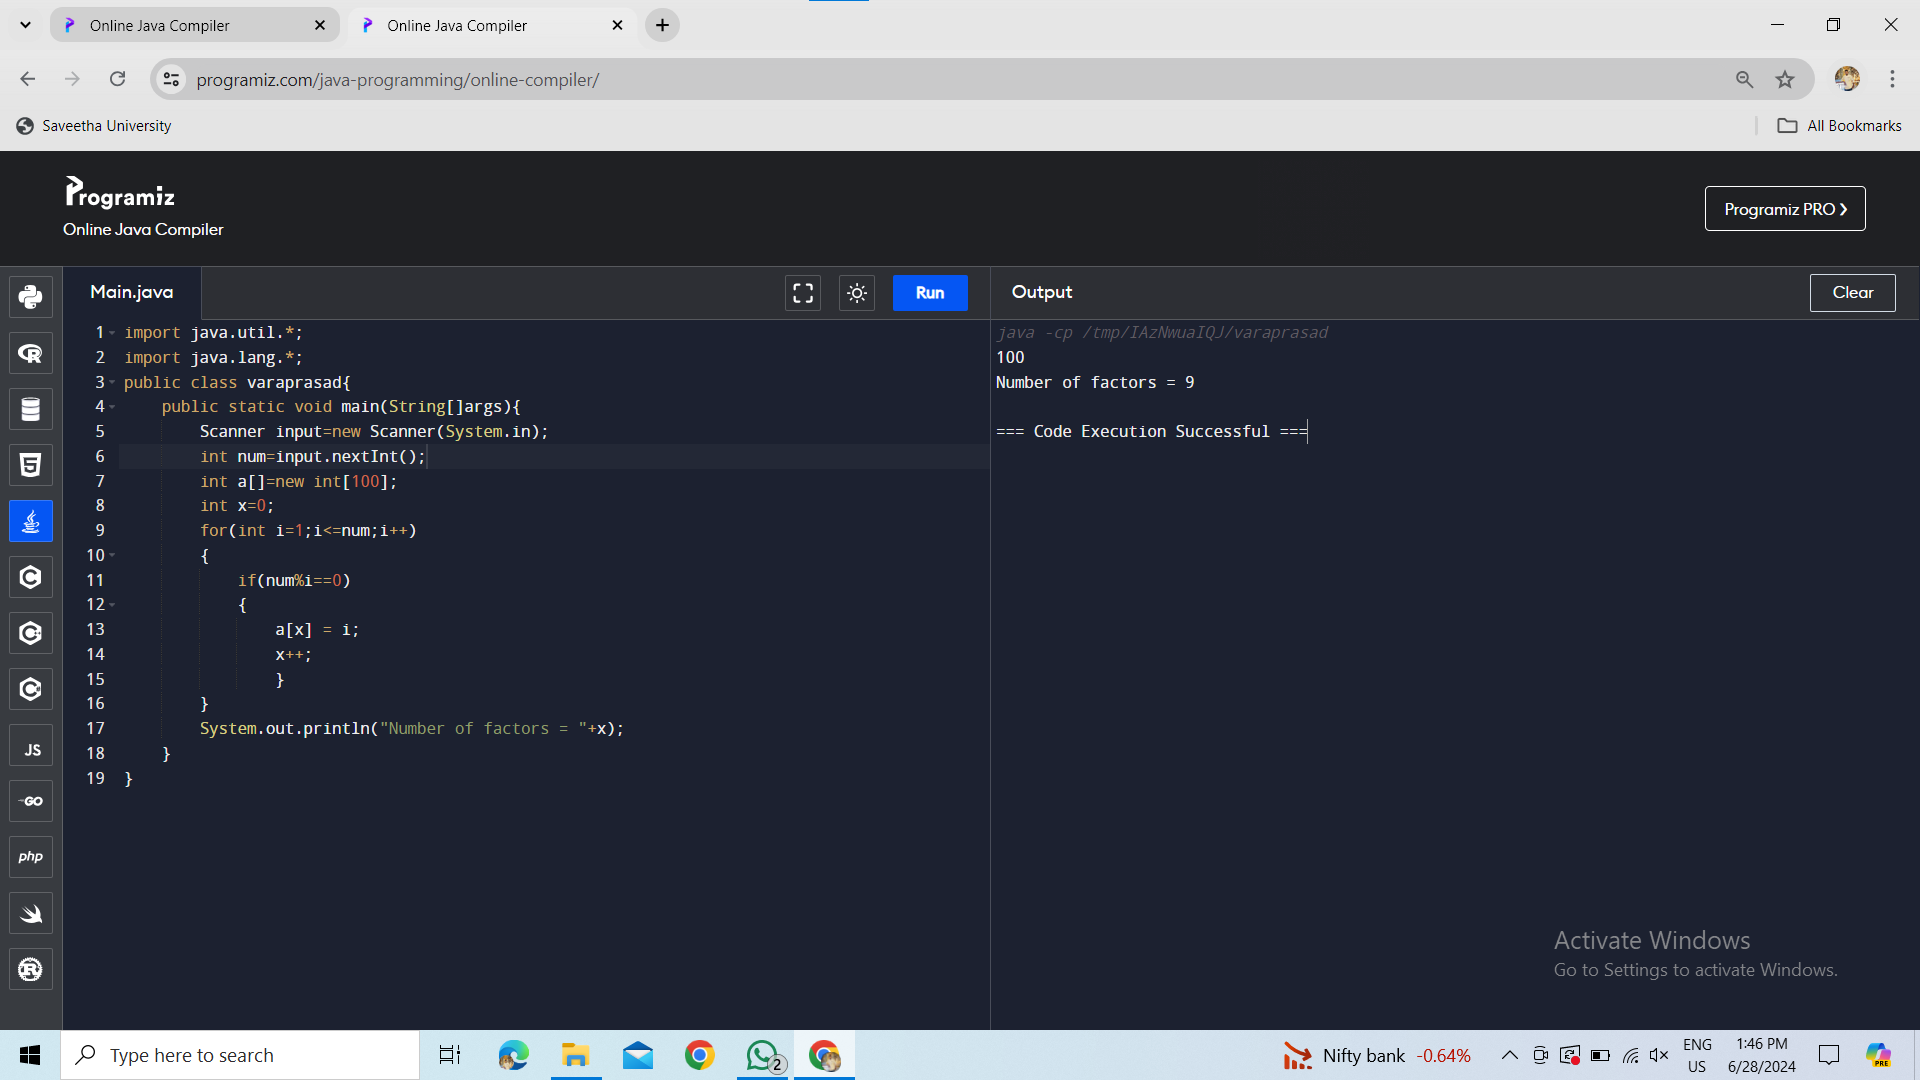 Online Java Compiler
Online Java Compiler
programiz.com/java-programming/online-compiler/
Saveetha University
All Bookmarks
Programiz
Online Java Compiler
Programiz PRO ❯
Main.java
Run
Output
Clear
1 import java.util.*;
2 import java.lang.*;
3 public class varaprasad{
4     public static void main(String[]args){
5         Scanner input=new Scanner(System.in);
6         int num=input.nextInt();
7         int a[]=new int[100];
8         int x=0;
9         for(int i=1;i<=num;i++)
10         {
11             if(num%i==0)
12             {
13                 a[x] = i;
14                 x++;
15                 }
16         }
17         System.out.println("Number of factors = "+x);
18     }
19 }
java -cp /tmp/IAzNwuaIQJ/varaprasad
100
Number of factors = 9
=== Code Execution Successful ===
JS
GO
php
Activate Windows
Go to Settings to activate Windows.
Type here to search
2
Nifty bank -0.64%
ENG
US
1:46 PM
6/28/2024
PRE